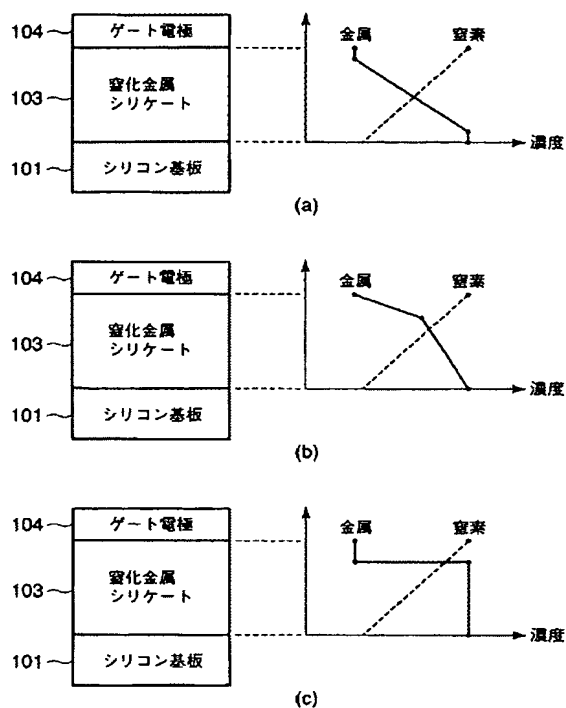 104
ゲート電極
103
窒化金属
シリケート
101
シリコン基板
金属
窒素
濃度
(a)
104
ゲート電極
103
窒化金属
シリケート
101
シリコン基板
金属
窒素
濃度
(b)
104
ゲート電極
103
窒化金属
シリケート
101
シリコン基板
金属
窒素
濃度
(c)